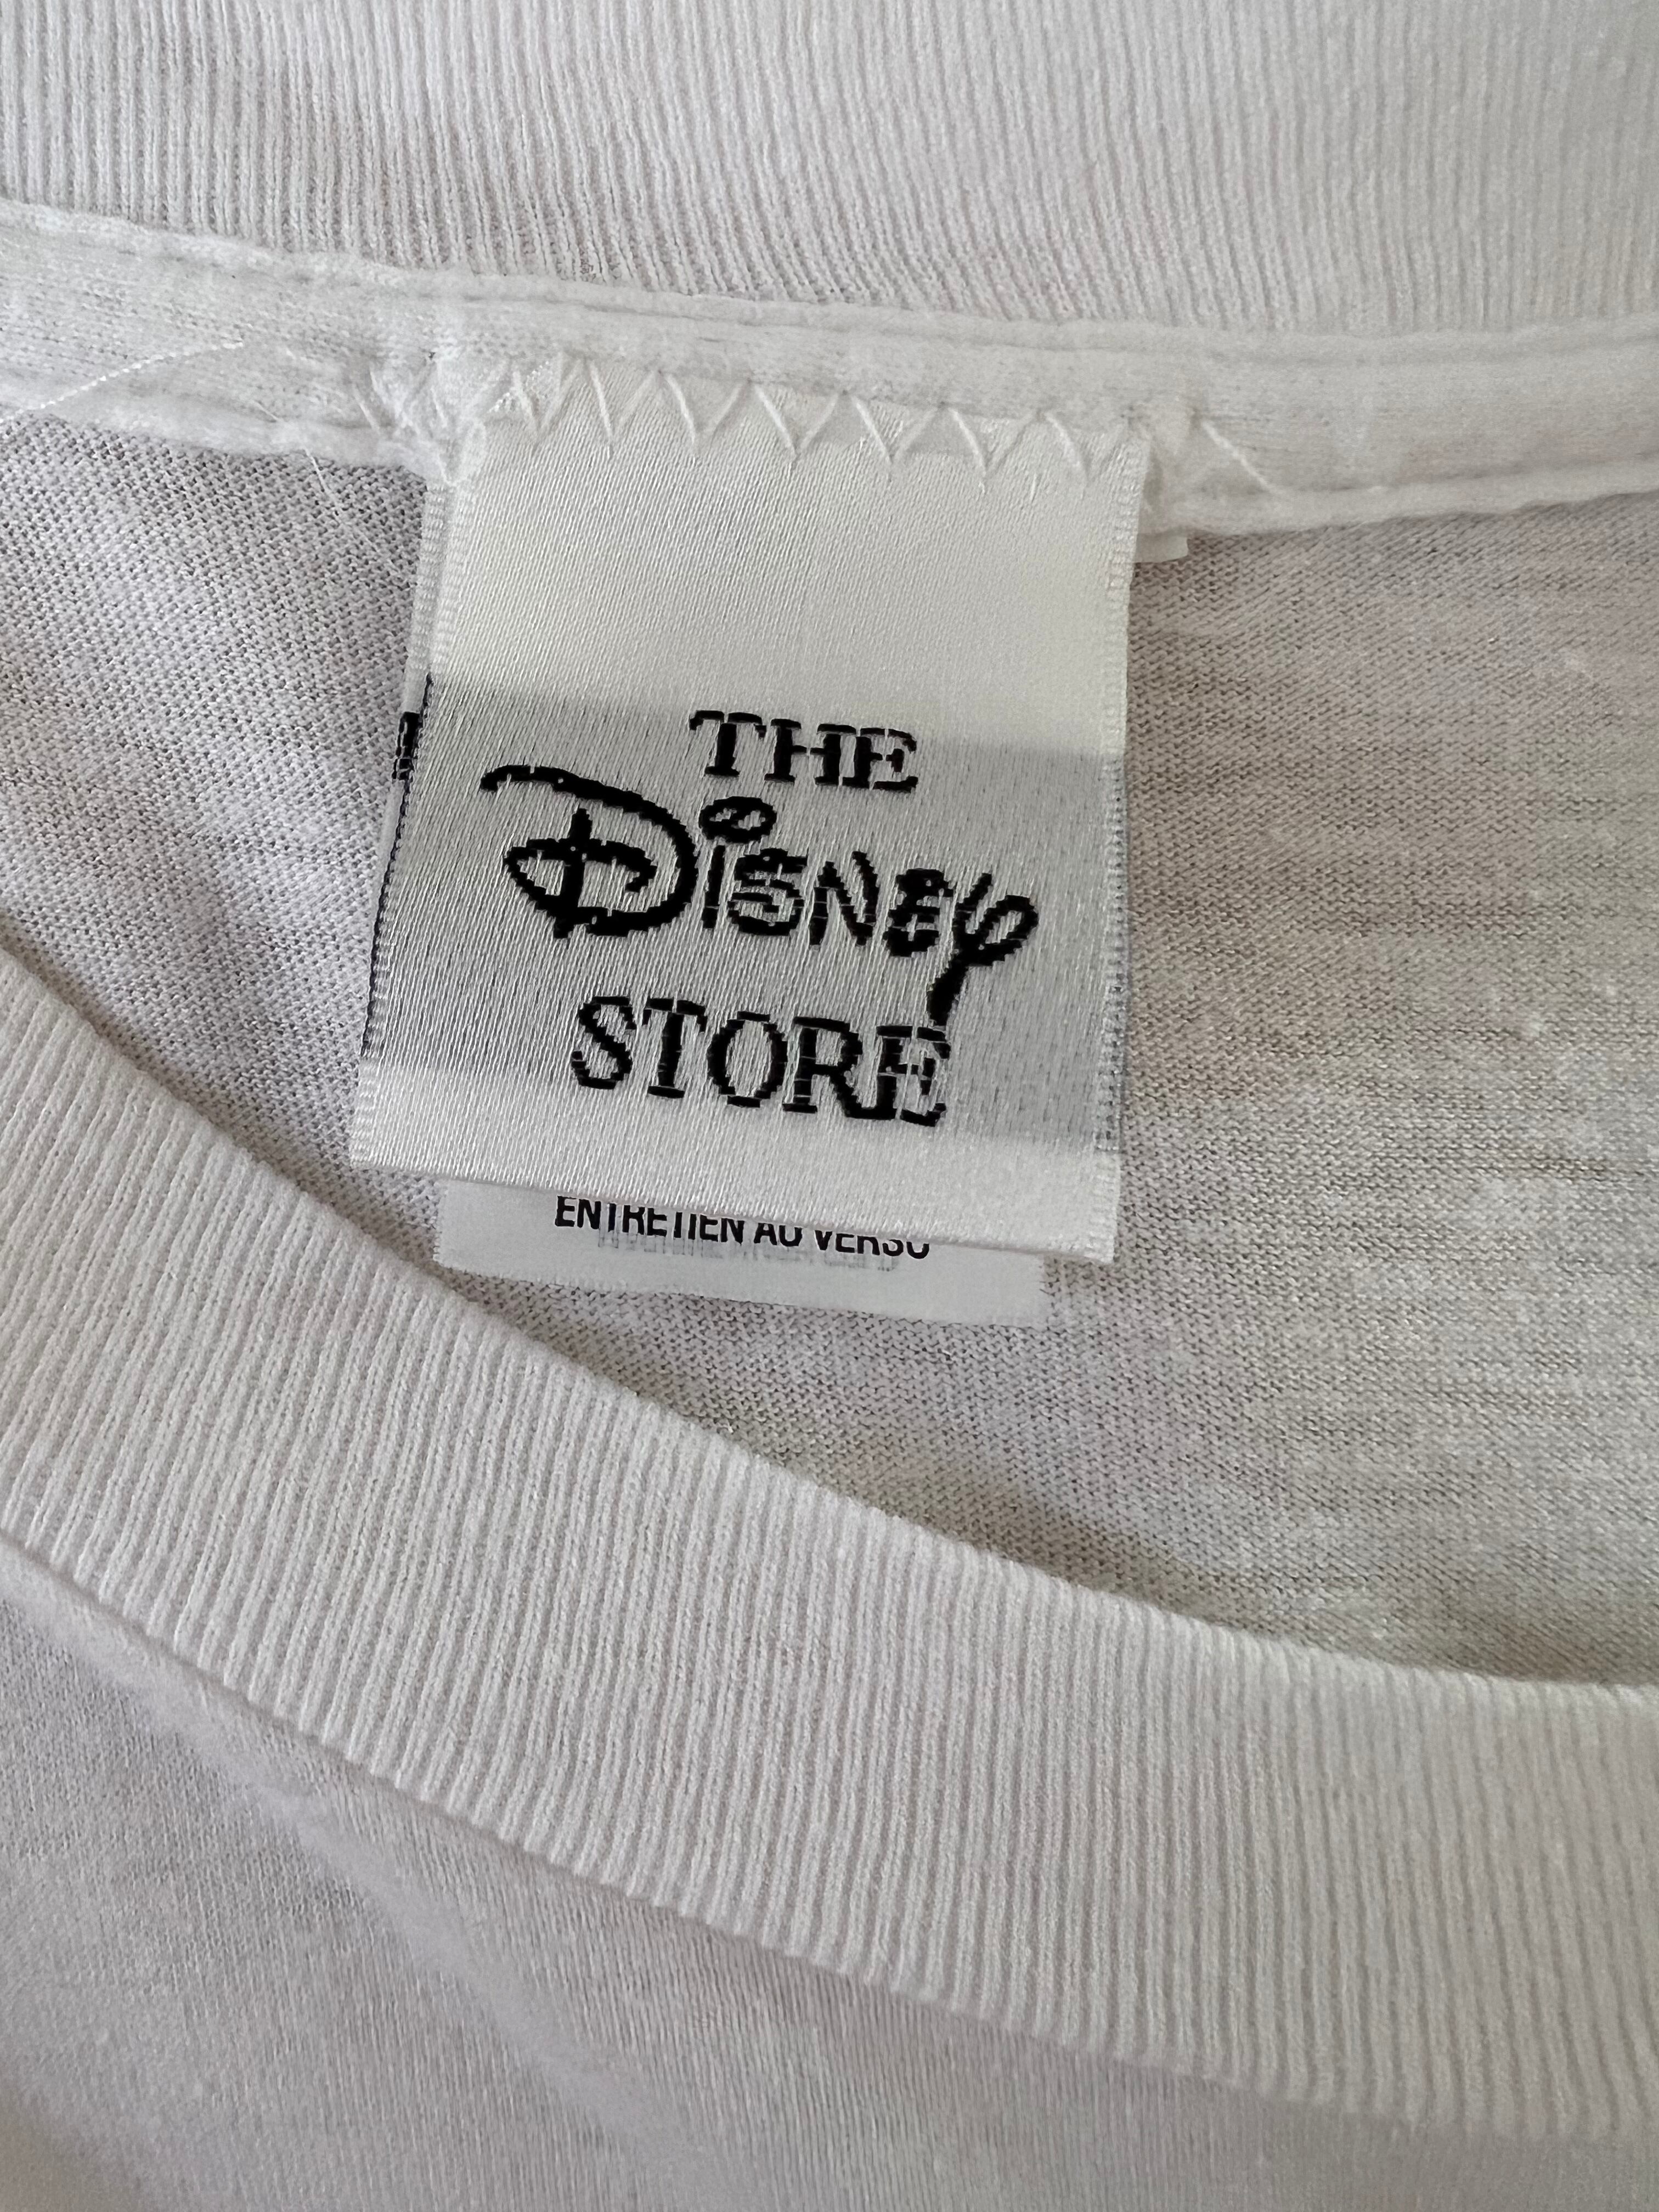 THE
Disney
STORE
ENTRETIEN AU VERSO